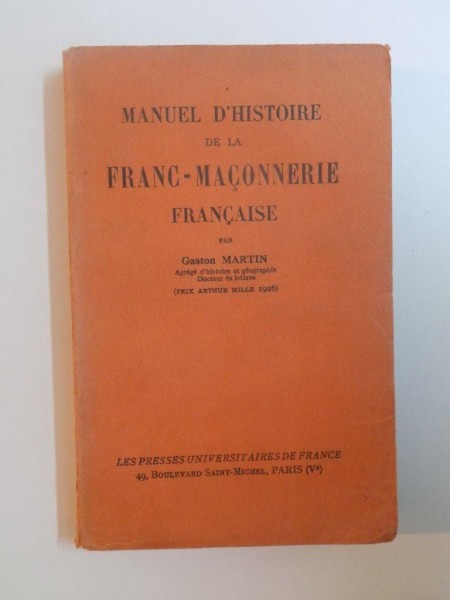 MANUEL D'HISTOIRE
DE LA
FRANC-MAÇONNERIE
FRANÇAISE
PAR
Gaston MARTIN
Agrégé d'histoire et géographie
Docteur ès lettres
(PRIX ARTHUR MILLE 1926)
LES PRESSES UNIVERSITAIRES DE FRANCE
49, BOULEVARD SAINT-MICHEL, PARIS (Vᵉ)